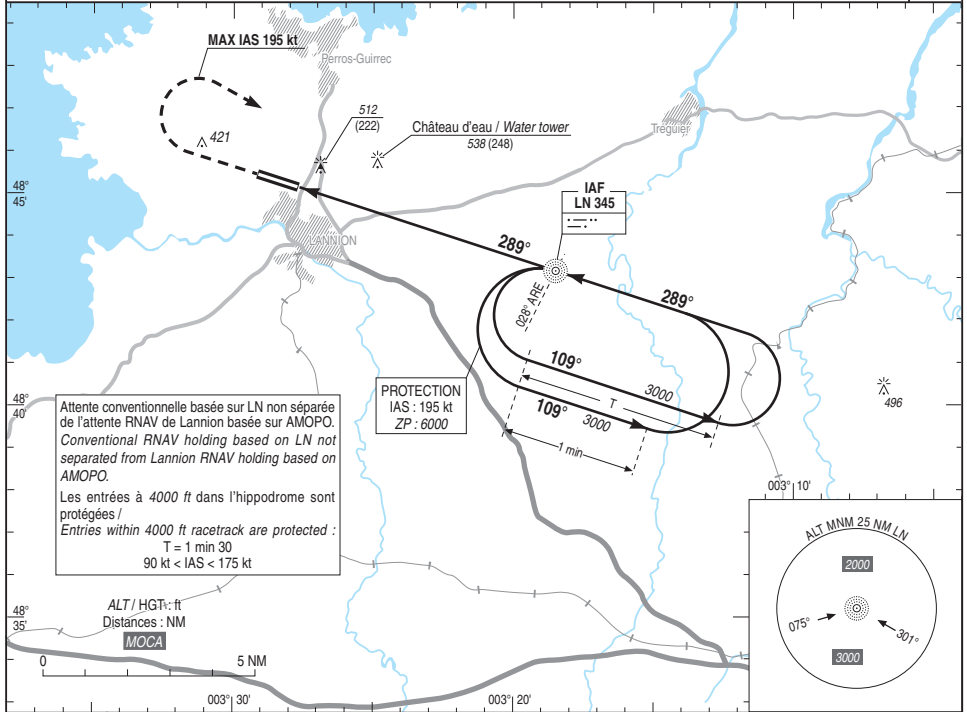 MAX IAS 195 kt
Perros-Guirrec
421
512
(222)
Château d'eau / Water tower
538 (248)
Tréguier
48°
45'
IAF
LN 345
LANNION
289°
289°
028° ARE
109°
3000
T
109°
3000
1 min
PROTECTION
IAS : 195 kt
ZP : 6000
496
48°
40'
Attente conventionnelle basée sur LN non séparée
de l'attente RNAV de Lannion basée sur AMOPO.
Conventional RNAV holding based on LN not
separated from Lannion RNAV holding based on
AMOPO.
Les entrées à 4000 ft dans l'hippodrome sont
protégées /
Entries within 4000 ft racetrack are protected :
T = 1 min 30
90 kt < IAS < 175 kt
003° 10'
ALT MNM 25 NM LN
2000
075°
301°
3000
48°
35'
ALT / HGT : ft
Distances : NM
MOCA
0
5 NM
003° 30'
003° 20'